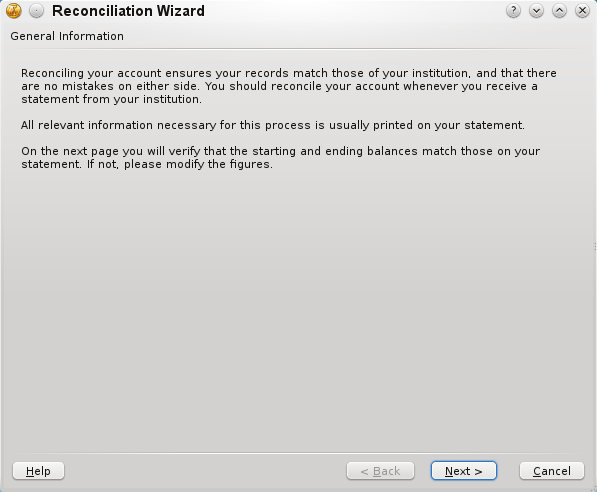 Reconciliation Wizard
General Information
Reconciling your account ensures your records match those of your institution, and that there
are no mistakes on either side. You should reconcile your account whenever you receive a
statement from your institution.
All relevant information necessary for this process is usually printed on your statement.
On the next page you will verify that the starting and ending balances match those on your
statement. If not, please modify the figures.
Help
< Back
Next >
Cancel